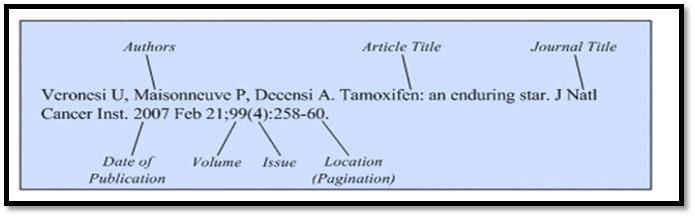 Authors Article Title Journal Title
Veronesi U, Maisonneuve P, Decensi A. Tamoxifen: an enduring star. J Natl
Cancer Inst. 2007 Feb 21;99(4):258-60.
Date of Volume Issue Location
Publication (Pagination)